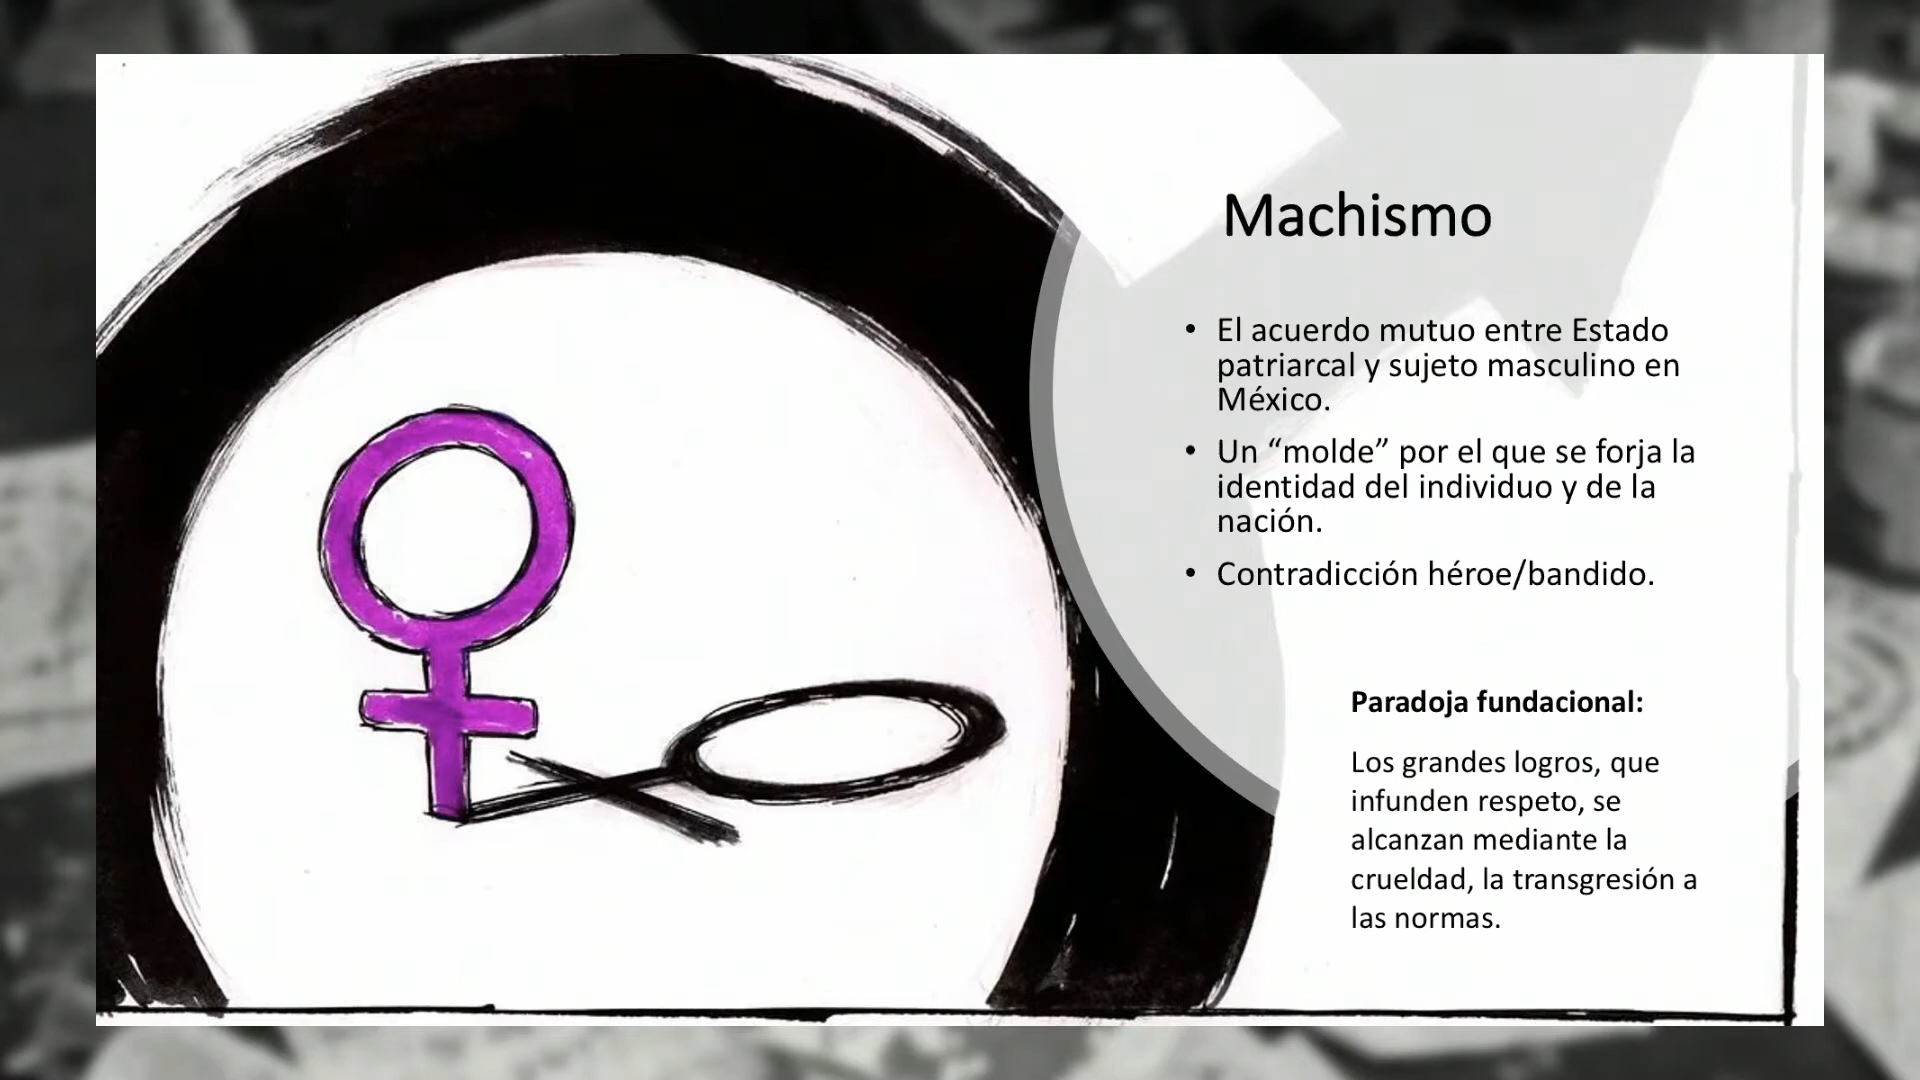 Machismo
• El acuerdo mutuo entre Estado
patriarcal y sujeto masculino en
México.
• Un “molde” por el que se forja la
identidad del individuo y de la
nación.
• Contradicción héroe/bandido.
Paradoja fundacional:
Los grandes logros, que
infunden respeto, se
alcanzan mediante la
crueldad, la transgresión a
las normas.